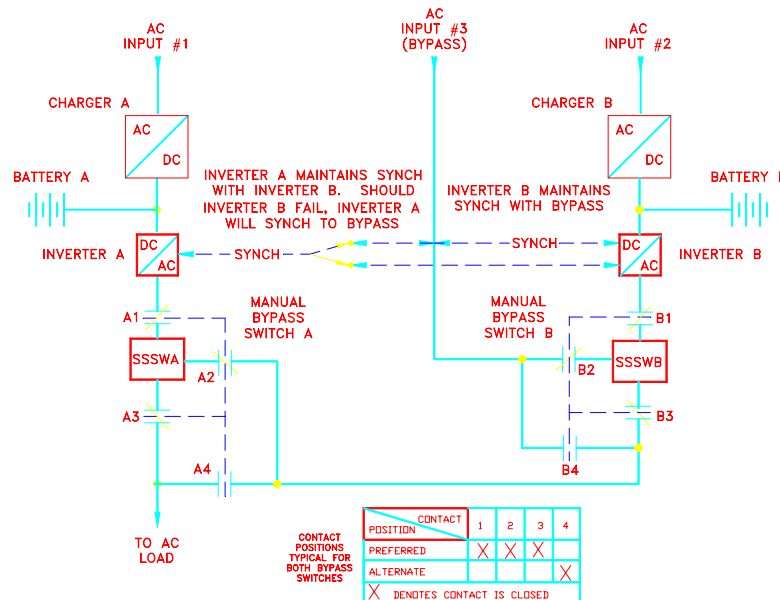 AC
INPUT #1
AC
INPUT #3
(BYPASS)
AC
INPUT #2
CHARGER A
CHARGER B
AC
DC
AC
DC
BATTERY A
INVERTER A MAINTAINS SYNCH
WITH INVERTER B. SHOULD
INVERTER B FAIL, INVERTER A
WILL SYNCH TO BYPASS
INVERTER B MAINTAINS
SYNCH WITH BYPASS
BATTERY
INVERTER A
DC
AC
SYNCH
SYNCH
DC
AC
INVERTER B
A1
MANUAL
BYPASS
SWITCH A
MANUAL
BYPASS
SWITCH B
B1
SSSWA
A2
B2
SSSWB
A3
B3
A4
B4
TO AC
LOAD
CONTACT
POSITIONS
TYPICAL FOR
BOTH BYPASS
SWITCHES
CONTACT
POSITION
1 2 3 4
PREFERRED X X X
ALTERNATE X
X DENOTES CONTACT IS CLOSED